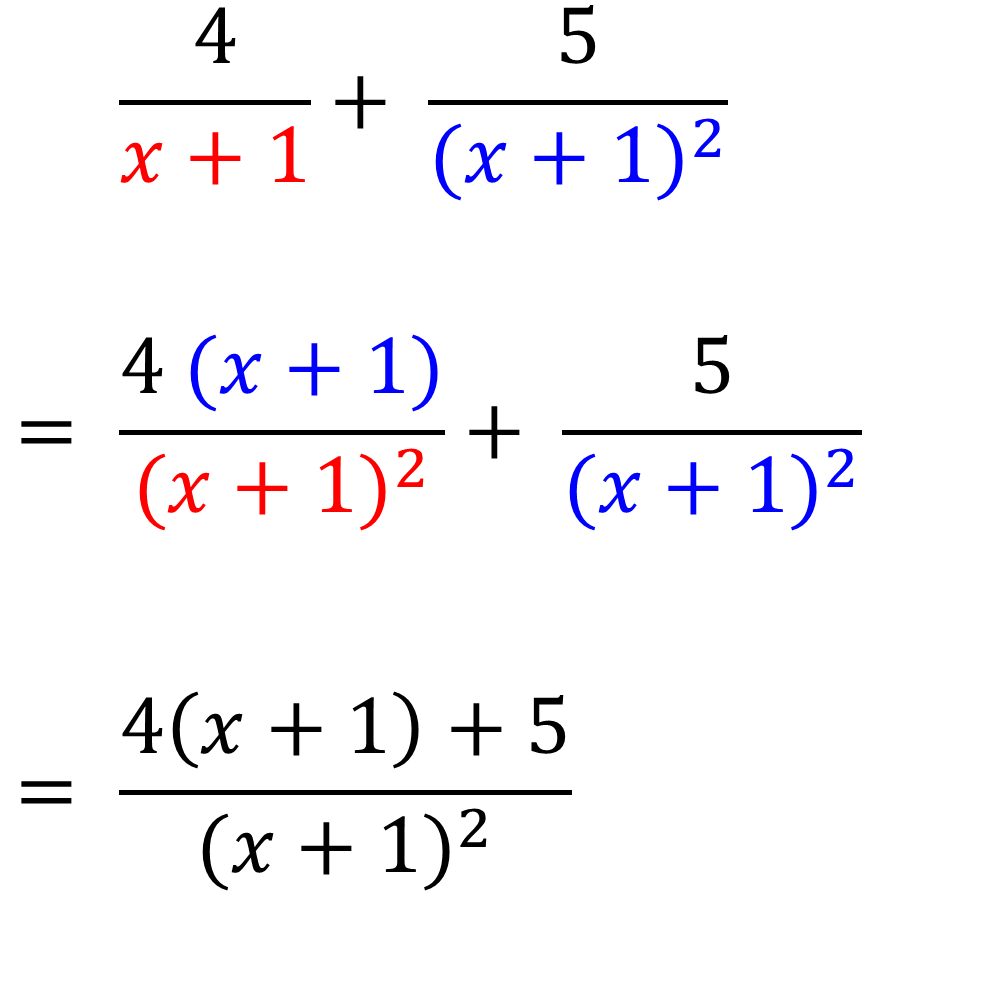 4/(x + 1) + 5/(x + 1)²
= 4 (x + 1)/(x + 1)² + 5/(x + 1)²
= (4(x + 1) + 5)/(x + 1)²